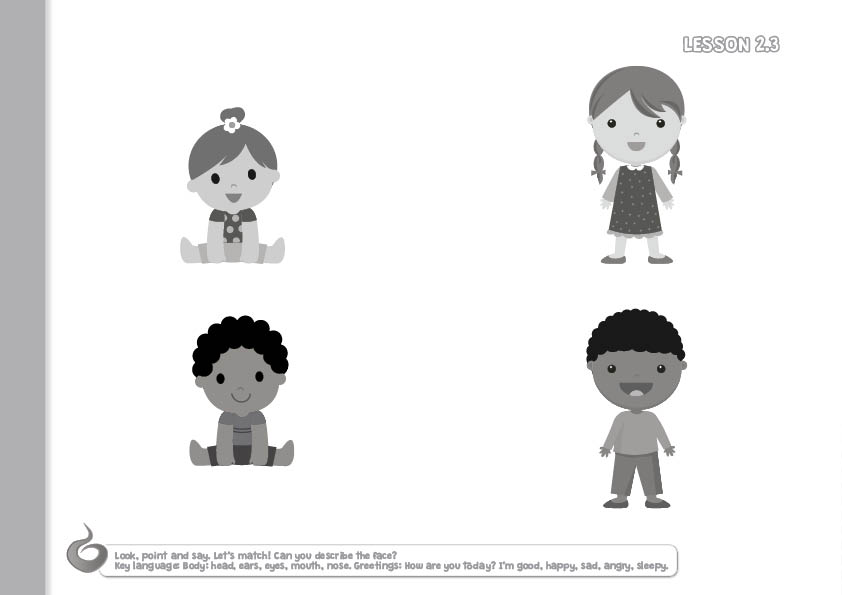 LESSON 2.3
Look, point and say. Let's match! Can you describe the face?
Key language: Body: head, ears, eyes, mouth, nose. Greetings: How are you today? I'm good, happy, sad, angry, sleepy.